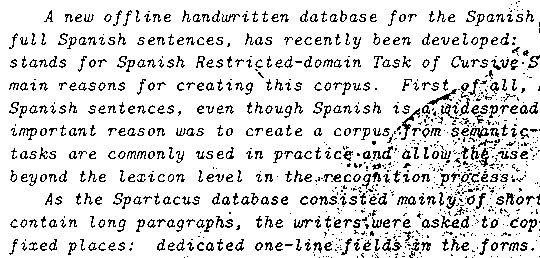 A new offline handwritten database for the Spanish
full Spanish sentences, has recently been developed:
stands for Spanish Restricted-domain Task of Cursive S
main reasons for creating this corpus. First of all,
Spanish sentences, even though Spanish is a widespread
important reason was to create a corpus from semantic-
tasks are commonly used in practice and allow the use
beyond the lexicon level in the recognition process.
As the Spartacus database consisted mainly of short
contain long paragraphs, the writers were asked to cop
fixed places: dedicated one-line fields in the forms.